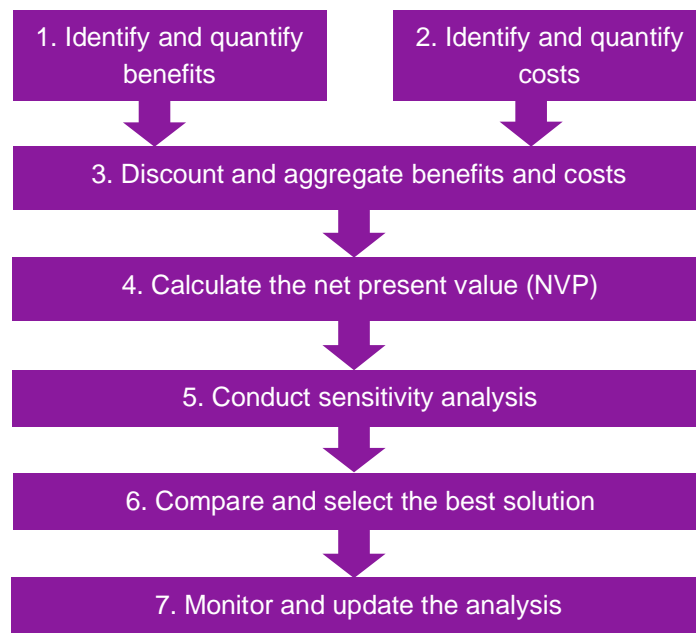 1. Identify and quantify
benefits
2. Identify and quantify
costs
3. Discount and aggregate benefits and costs
4. Calculate the net present value (NVP)
5. Conduct sensitivity analysis
6. Compare and select the best solution
7. Monitor and update the analysis